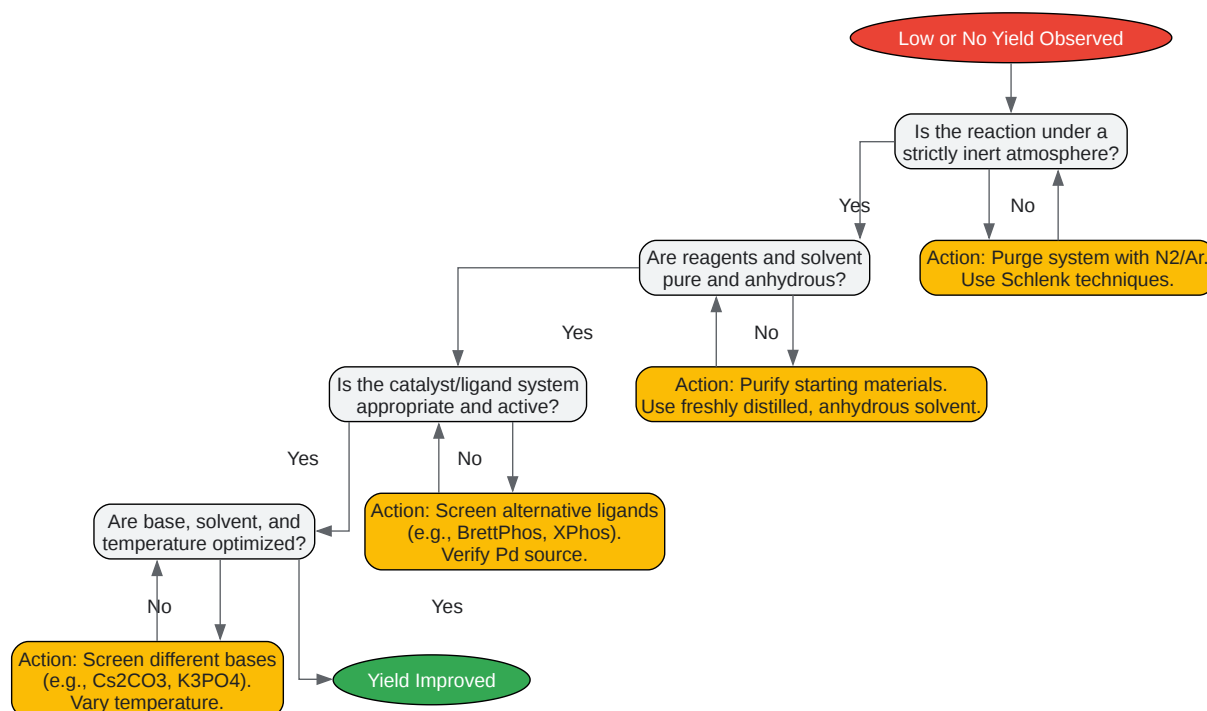 Low or No Yield Observed
Is the reaction under a
strictly inert atmosphere?
Yes
No
Are reagents and solvent
pure and anhydrous?
Action: Purge system with N2/Ar.
Use Schlenk techniques.
Yes
No
Is the catalyst/ligand system
appropriate and active?
Action: Purify starting materials.
Use freshly distilled, anhydrous solvent.
Yes
No
Are base, solvent, and
temperature optimized?
Action: Screen alternative ligands
(e.g., BrettPhos, XPhos).
Verify Pd source.
No
Yes
Action: Screen different bases
(e.g., Cs2CO3, K3PO4).
Vary temperature.
Yield Improved